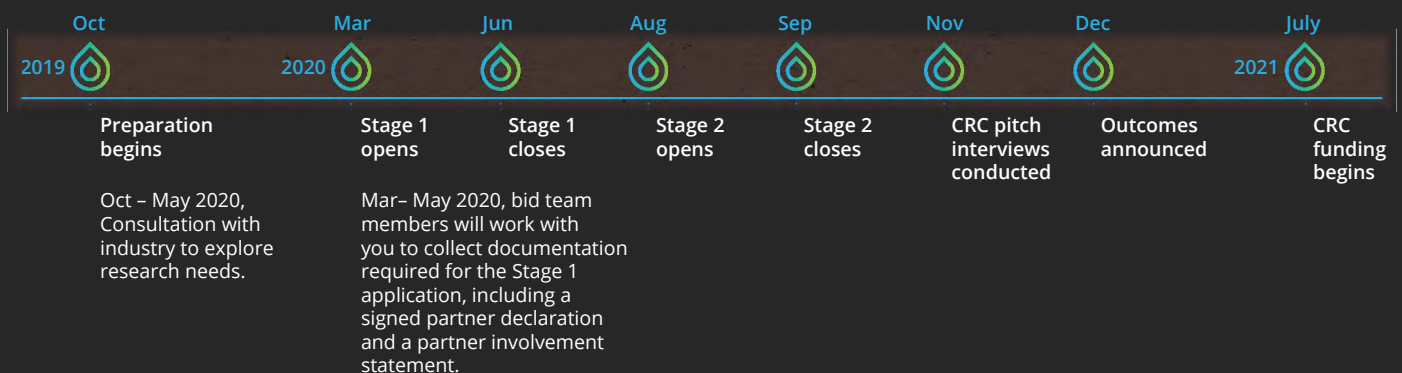 Oct
Mar
Jun
Aug
Sep
Nov
Dec
July
2019
2020
2021
Preparation
begins
Stage 1
opens
Stage 1
closes
Stage 2
opens
Stage 2
closes
CRC pitch
interviews
conducted
Outcomes
announced
CRC
funding
begins
Oct – May 2020,
Consultation with
industry to explore
research needs.
Mar– May 2020, bid team
members will work with
you to collect documentation
required for the Stage 1
application, including a
signed partner declaration
and a partner involvement
statement.